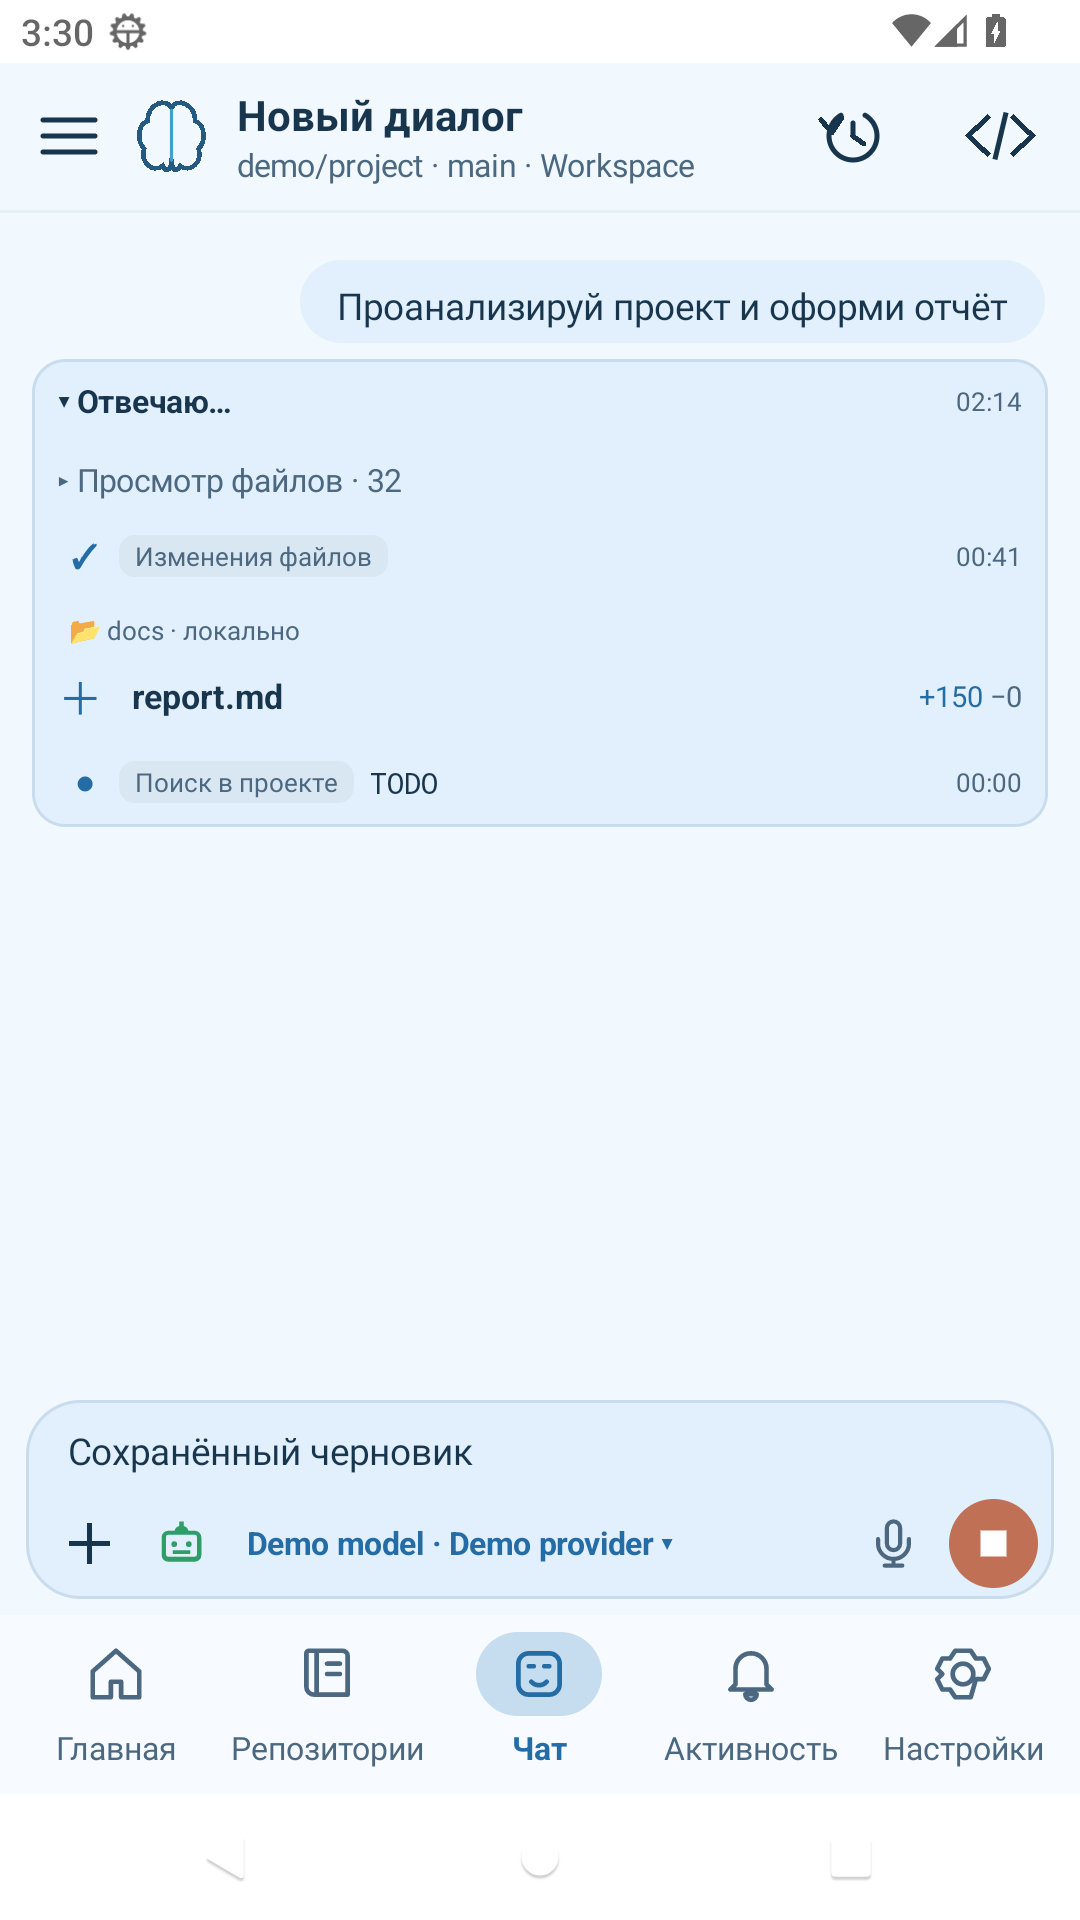 3:30
Новый диалог
demo/project · main · Workspace
Проанализируй проект и оформи отчёт
▾ Отвечаю... 02:14
▸ Просмотр файлов · 32
✓ Изменения файлов 00:41
📂 docs · локально
+ report.md +150 −0
● Поиск в проекте TODO 00:00
Сохранённый черновик
Demo model · Demo provider ▾
Главная Репозитории Чат Активность Настройки